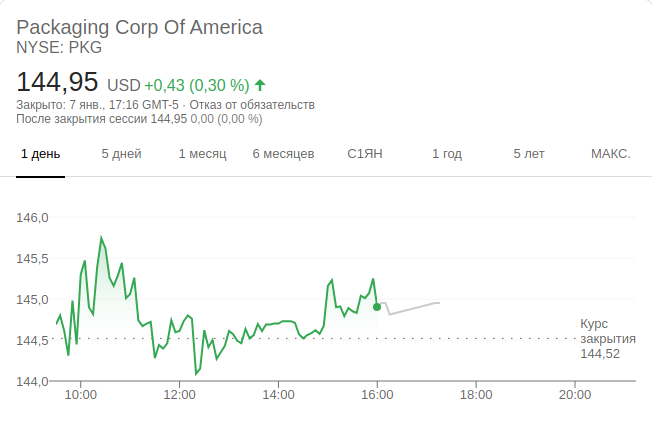 Packaging Corp Of America
NYSE: PKG
144,95 USD +0,43 (0,30 %)
Закрыто: 7 янв., 17:16 GMT-5 · Отказ от обязательств
После закрытия сессии 144,95 0,00 (0,00 %)
1 день 5 дней 1 месяц 6 месяцев С1ЯН 1 год 5 лет МАКС.
146,0
145,5
145,0
144,5
144,0
Курс
закрытия
144,52
10:00 12:00 14:00 16:00 18:00 20:00